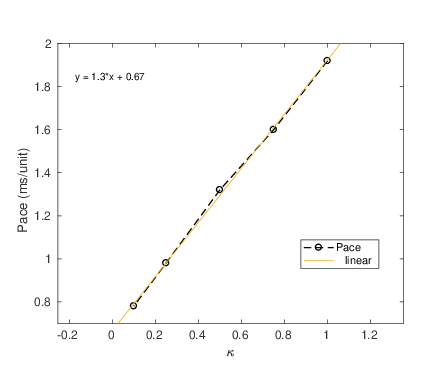 2
1.8
1.6
1.4
1.2
1
0.8
y = 1.3*x + 0.67
Pace (ms/unit)
Pace
linear
-0.2 0 0.2 0.4 0.6 0.8 1 1.2
κ